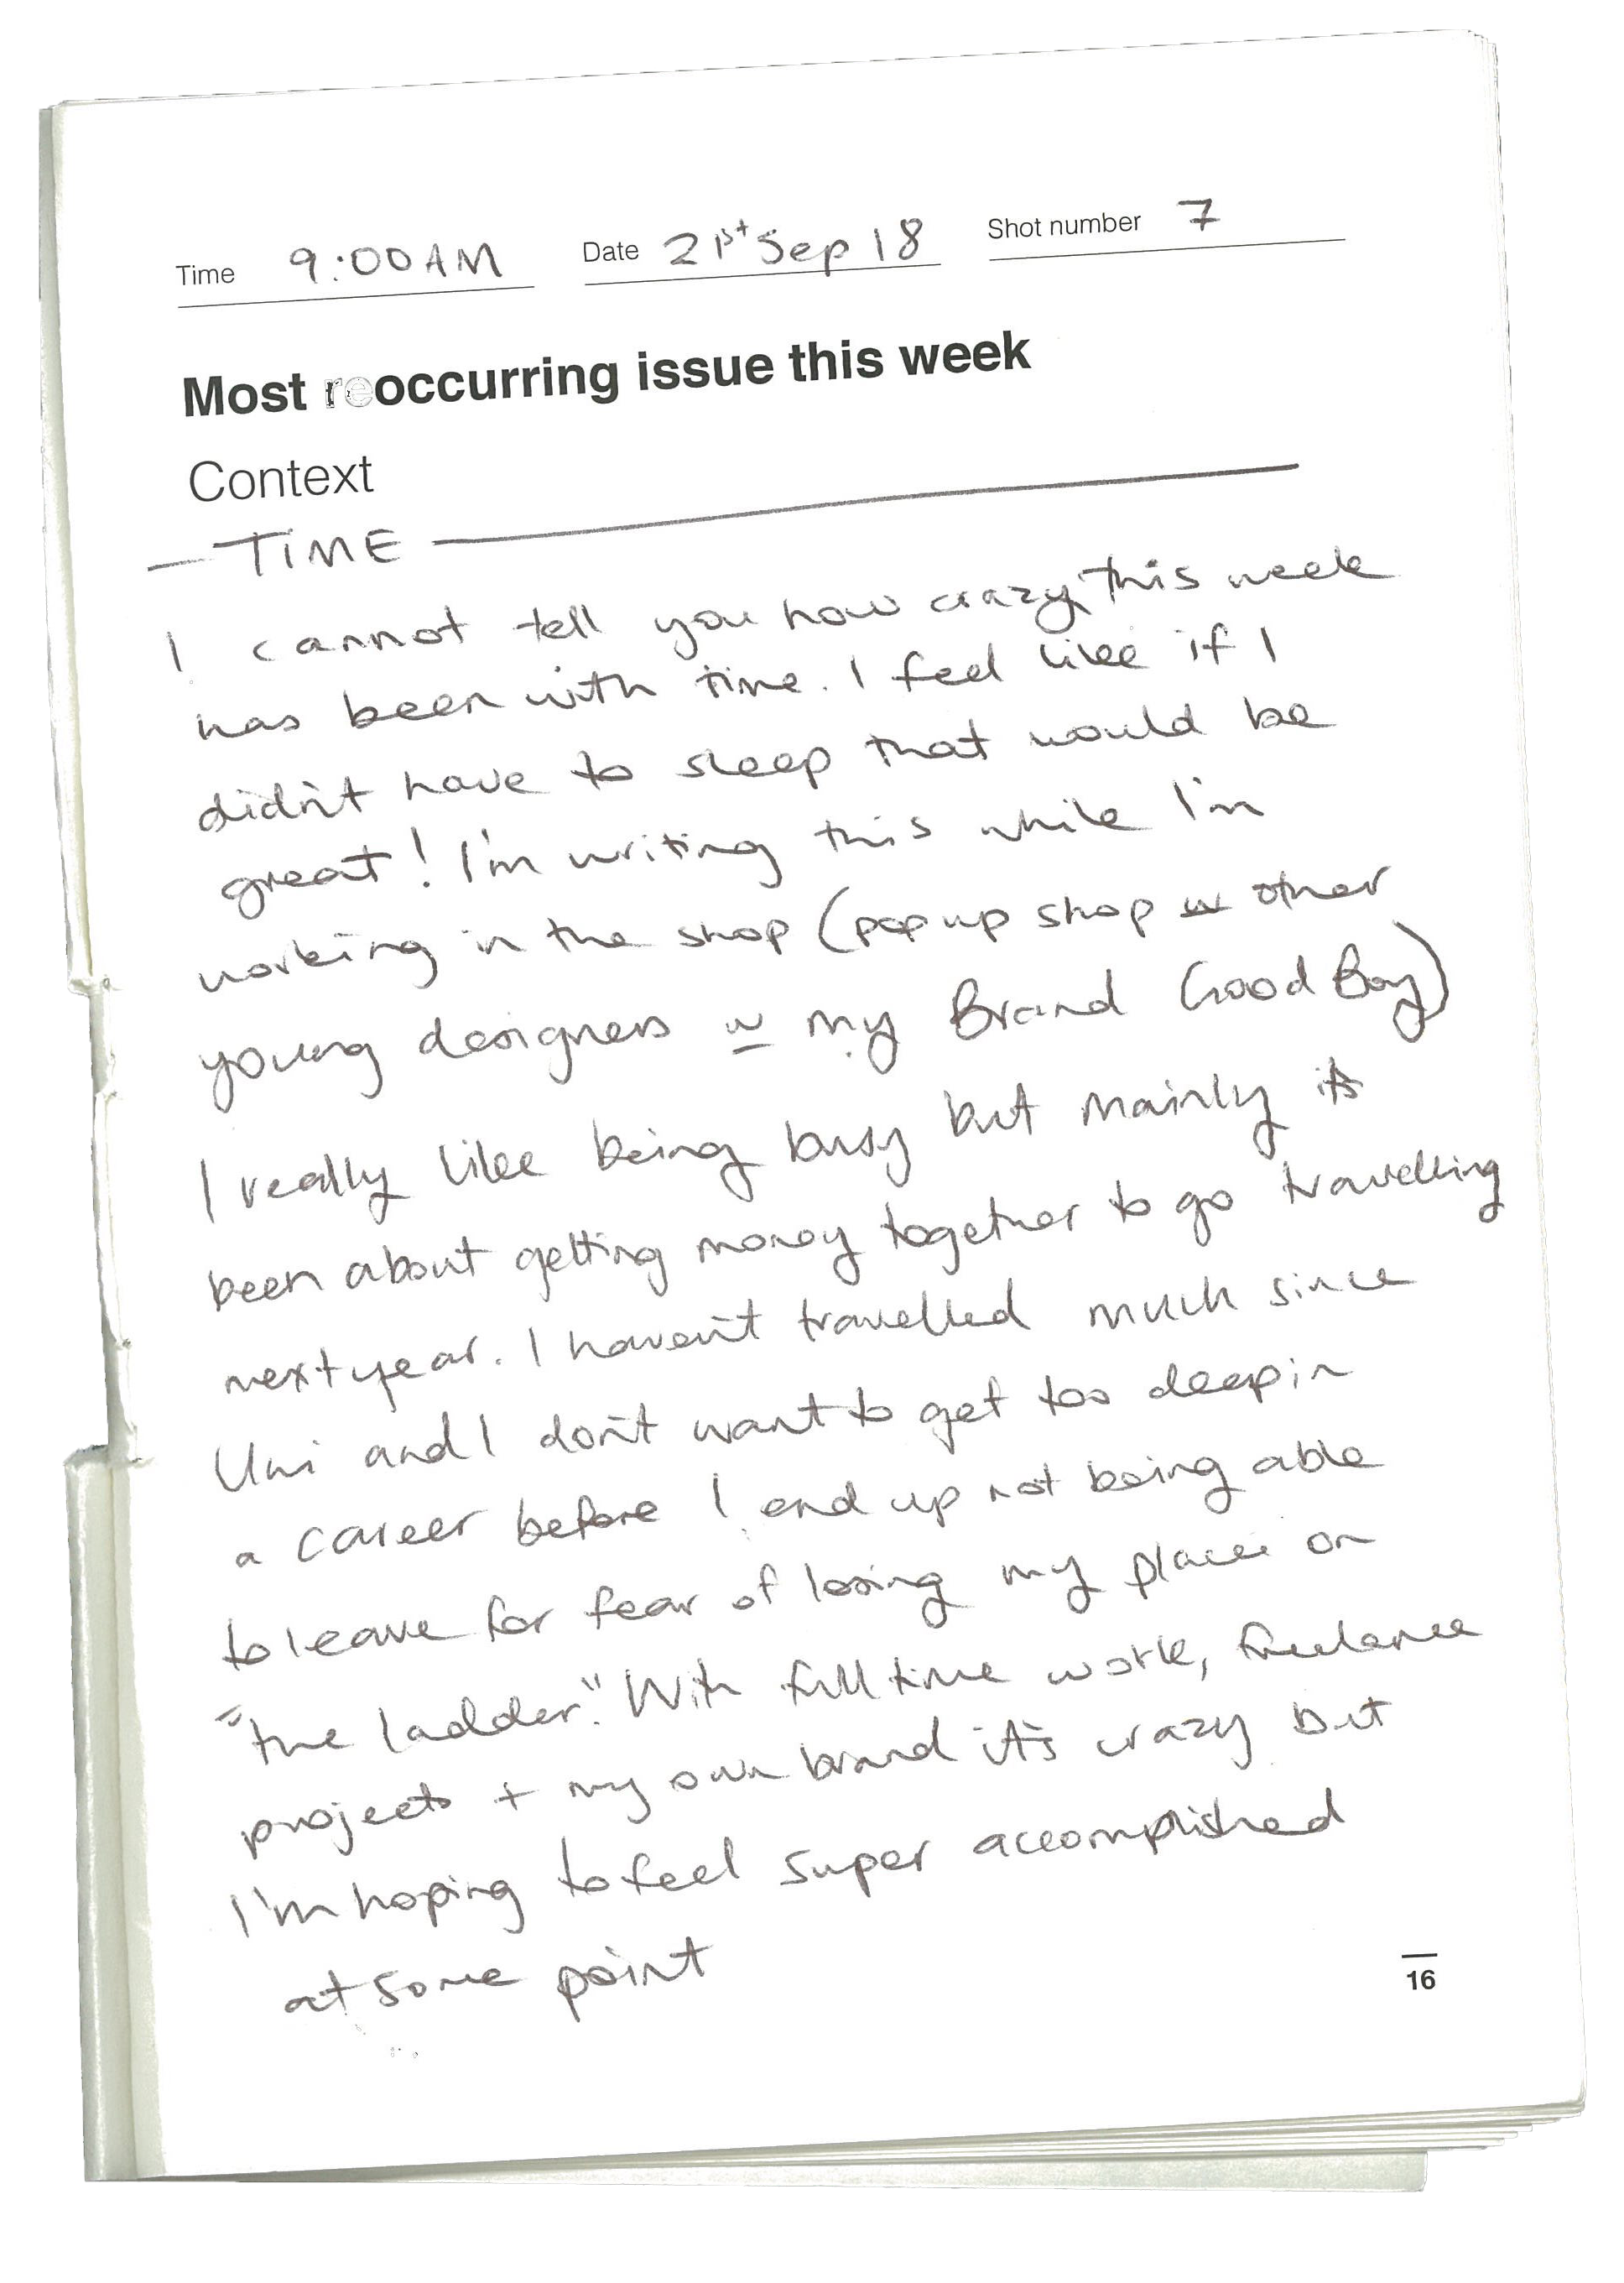 Time 9:00AM Date 21st Sep 18 Shot number 7
Most reoccurring issue this week
Context
TIME
I cannot tell you how crazy this week
has been with time. I feel like if I
didn't have to sleep that would be
great! I'm writing this while I'm
working in the shop (pop up shop w other
young designers w my Brand Good Boy)
I really like being busy but mainly its
been about getting money together to go travelling
next year. I haven't travelled much since
Uni and I don't want to get too deep in
a career before I end up not being able
to leave for fear of losing my place on
"the ladder." With full time work, freelance
projects + my own brand it's crazy but
I'm hoping to feel super accomplished
at some point
16